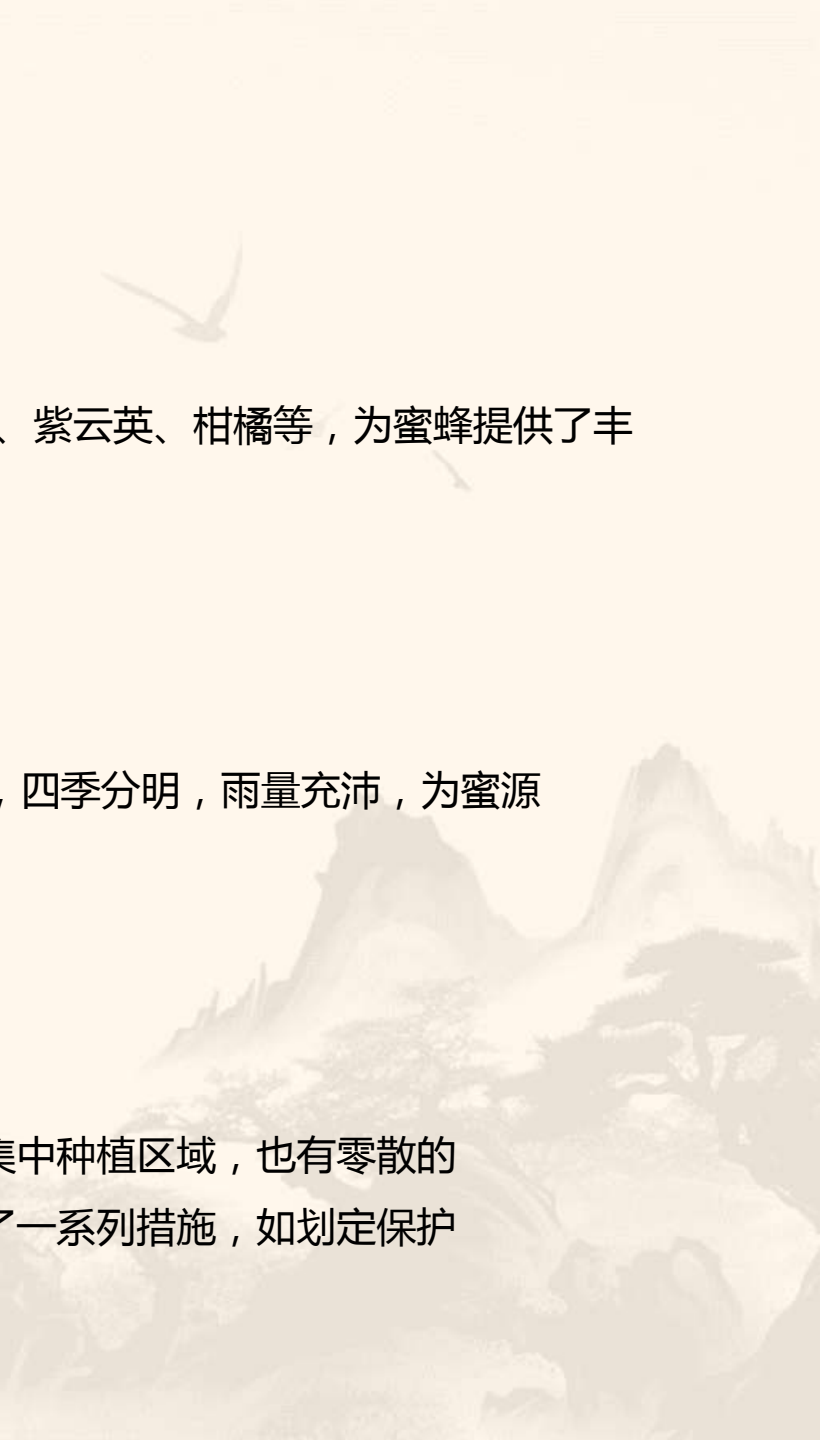 、紫云英、柑橘等，为蜜蜂提供了丰
，四季分明，雨量充沛，为蜜源
集中种植区域，也有零散的
了一系列措施，如划定保护